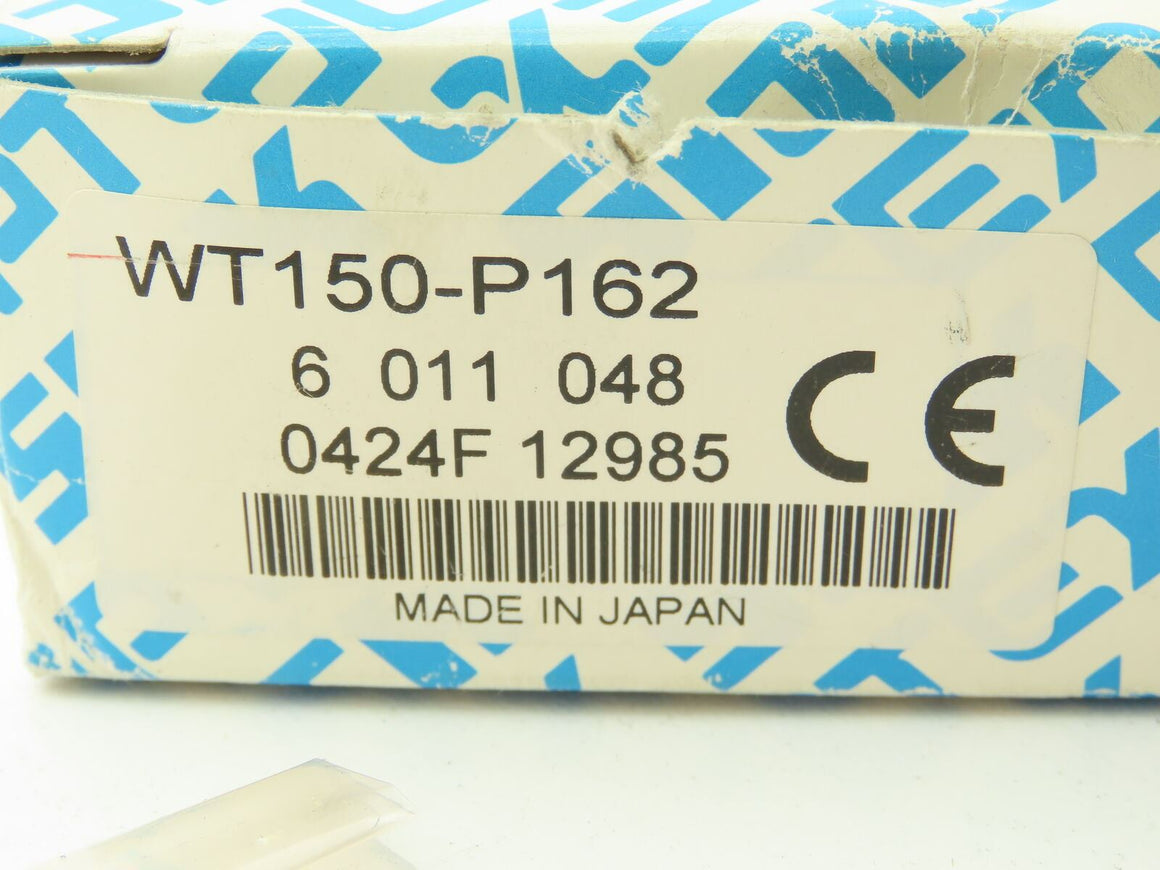 WT150-P162
6 011 048
0424F 12985
CE
MADE IN JAPAN